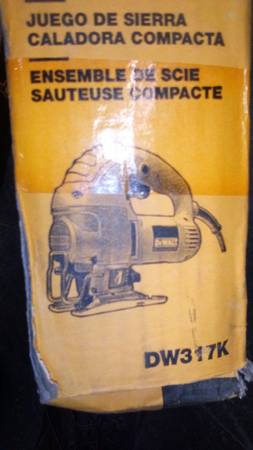 JUEGO DE SIERRA
CALADORA COMPACTA
ENSEMBLE DE SCIE
SAUTEUSE COMPACTE
DEWALT
DW317K